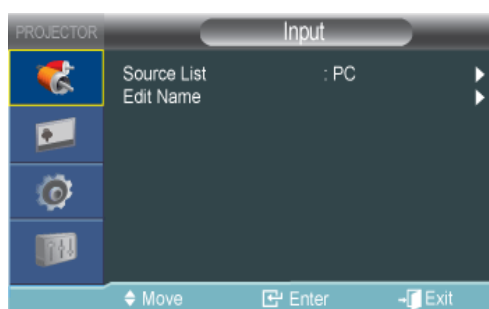 PROJECTOR Input
Source List : PC
Edit Name
Move Enter Exit